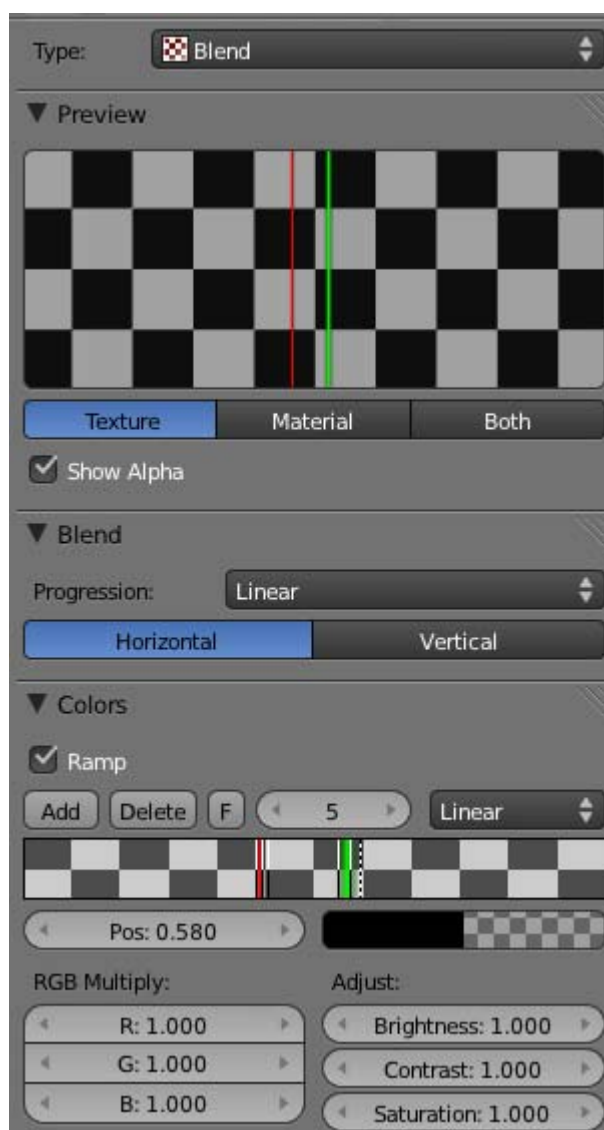 Type: Blend
Preview
Texture Material Both
Show Alpha
Blend
Progression: Linear
Horizontal Vertical
Colors
Ramp
Add Delete F 5 Linear
Pos: 0.580
RGB Multiply: Adjust:
R: 1.000 Brightness: 1.000
G: 1.000 Contrast: 1.000
B: 1.000 Saturation: 1.000